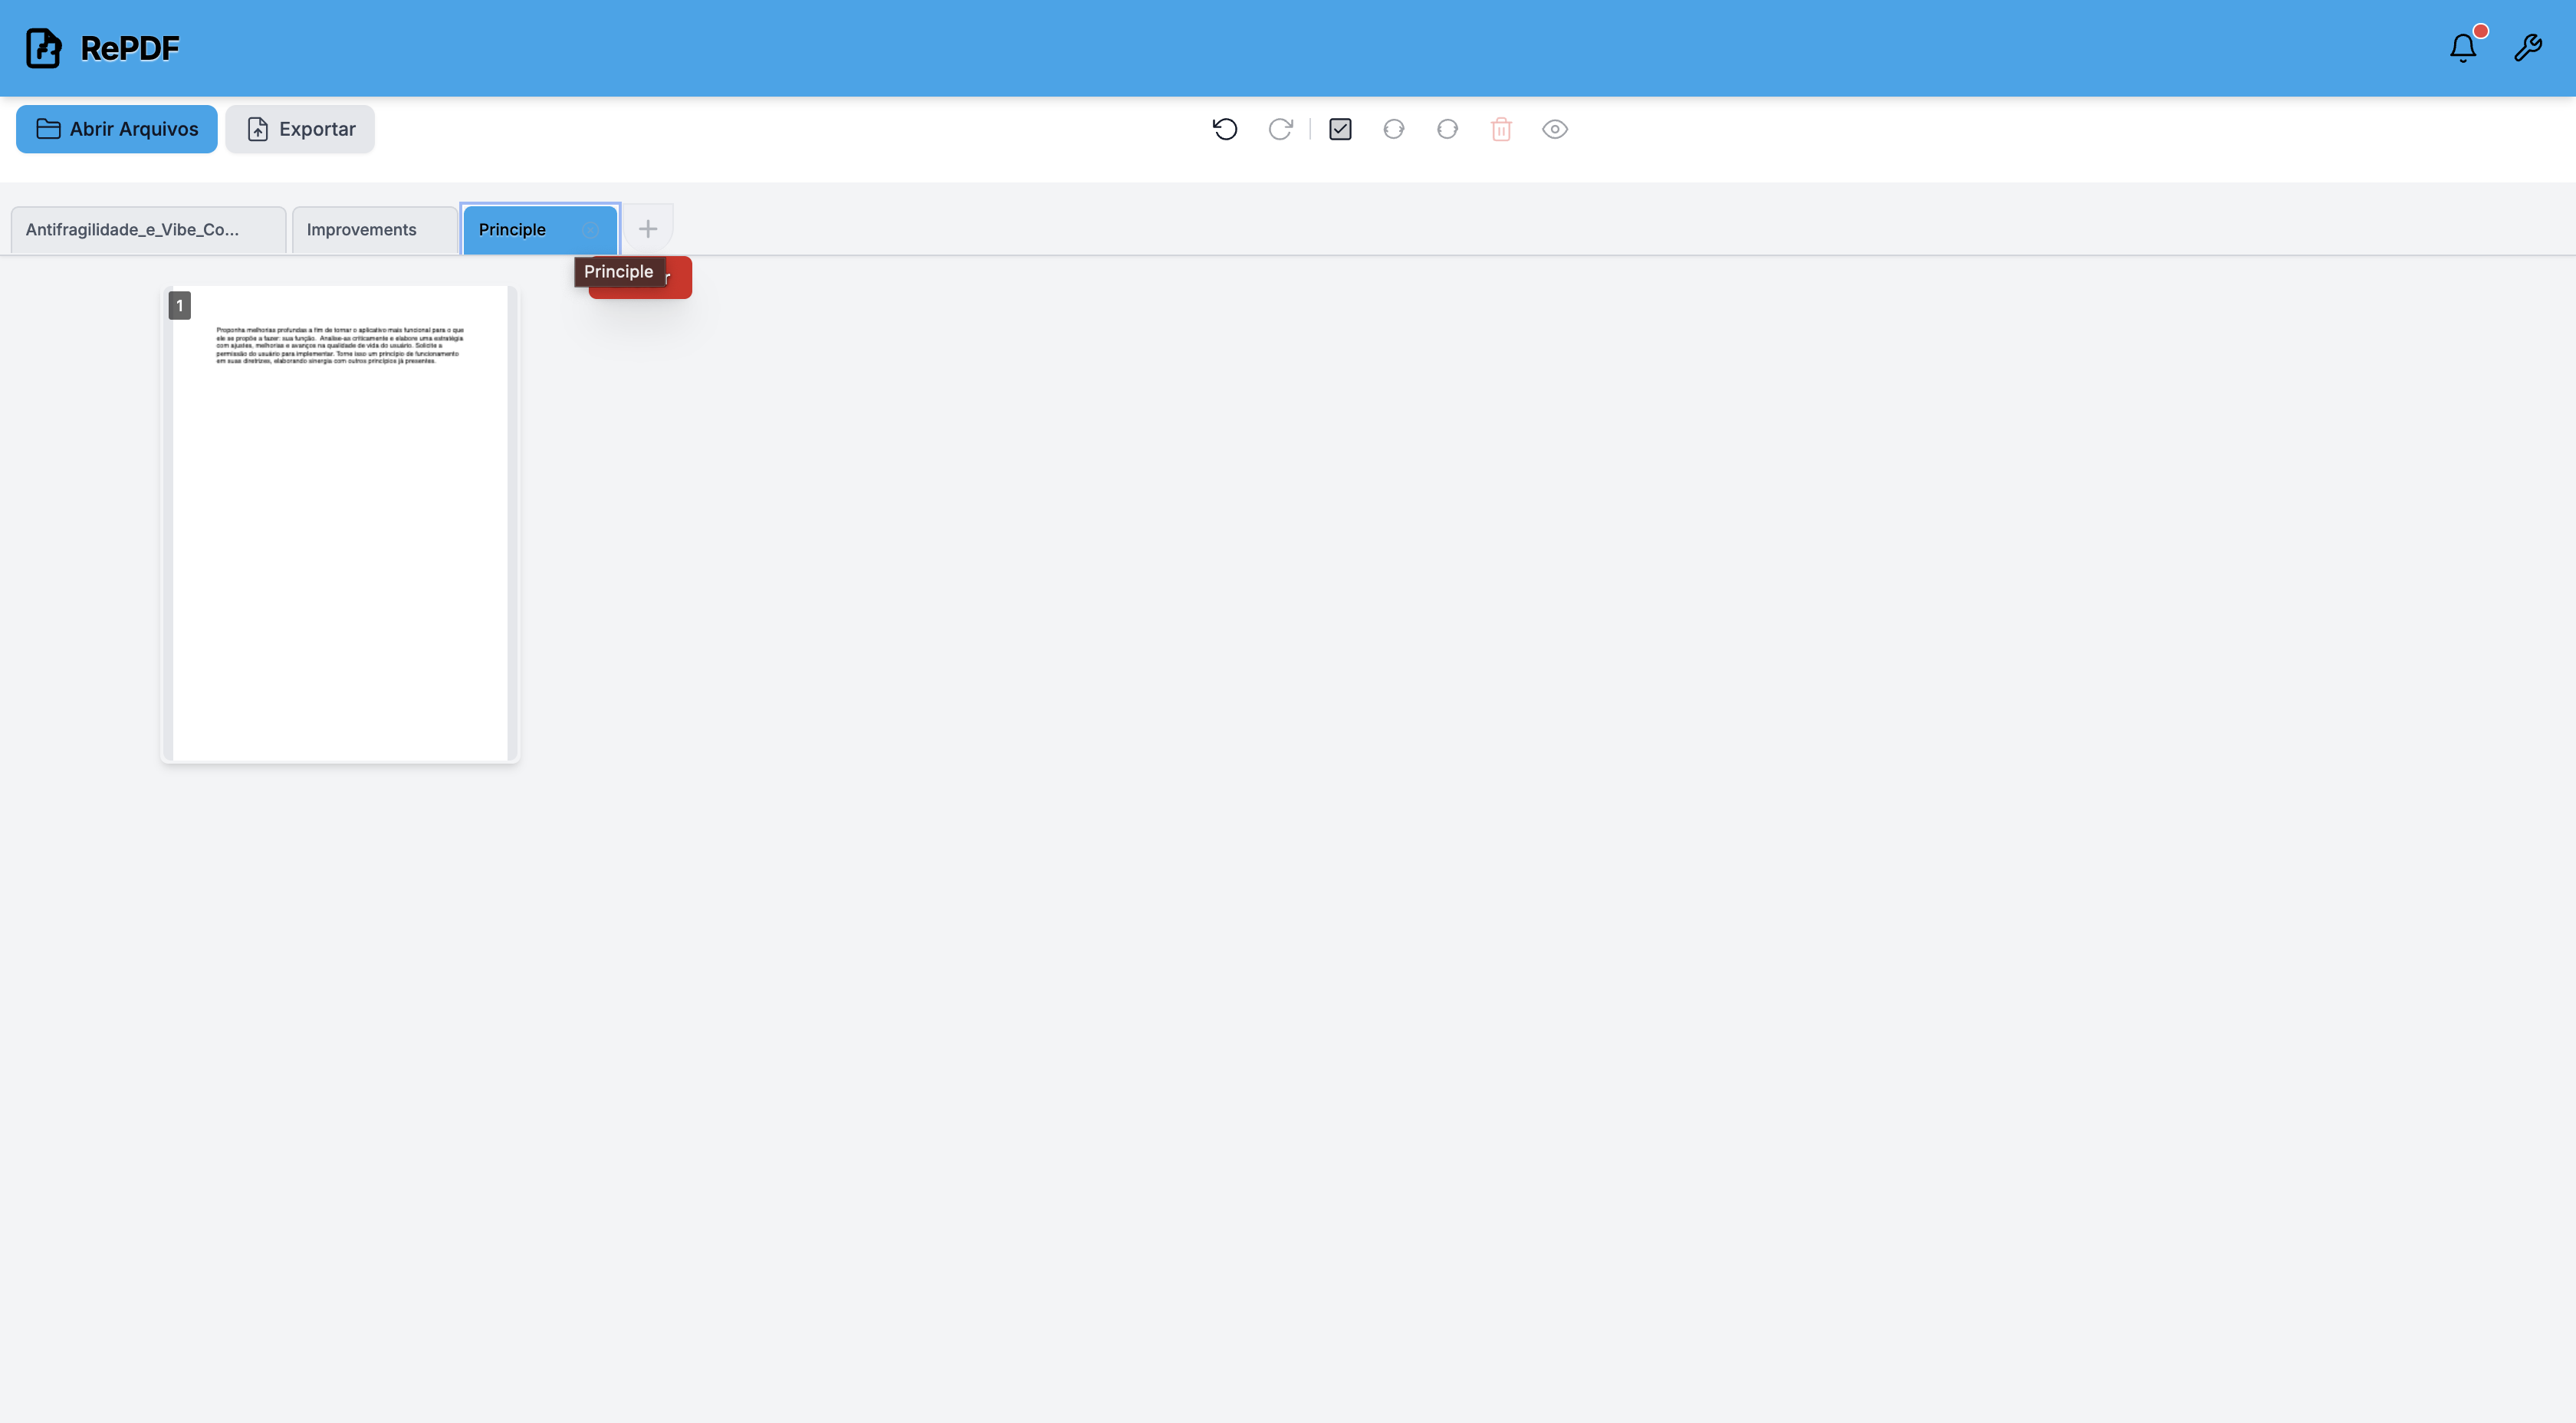 RePDF
Abrir Arquivos
Exportar
Antifragilidade_e_Vibe_Co...
Improvements
Principle
Principle
1
Proponha melhorias profundas a fim de tornar o aplicativo mais funcional para o que
ele se propõe a fazer: sua função. Analise-as criticamente e elabore uma estratégia
com ajustes, melhorias e avanços na qualidade de vida do usuário. Solicite a
permissão do usuário para implementar. Torne isso um princípio de funcionamento
em suas diretrizes, elaborando sinergia com outros princípios já presentes.